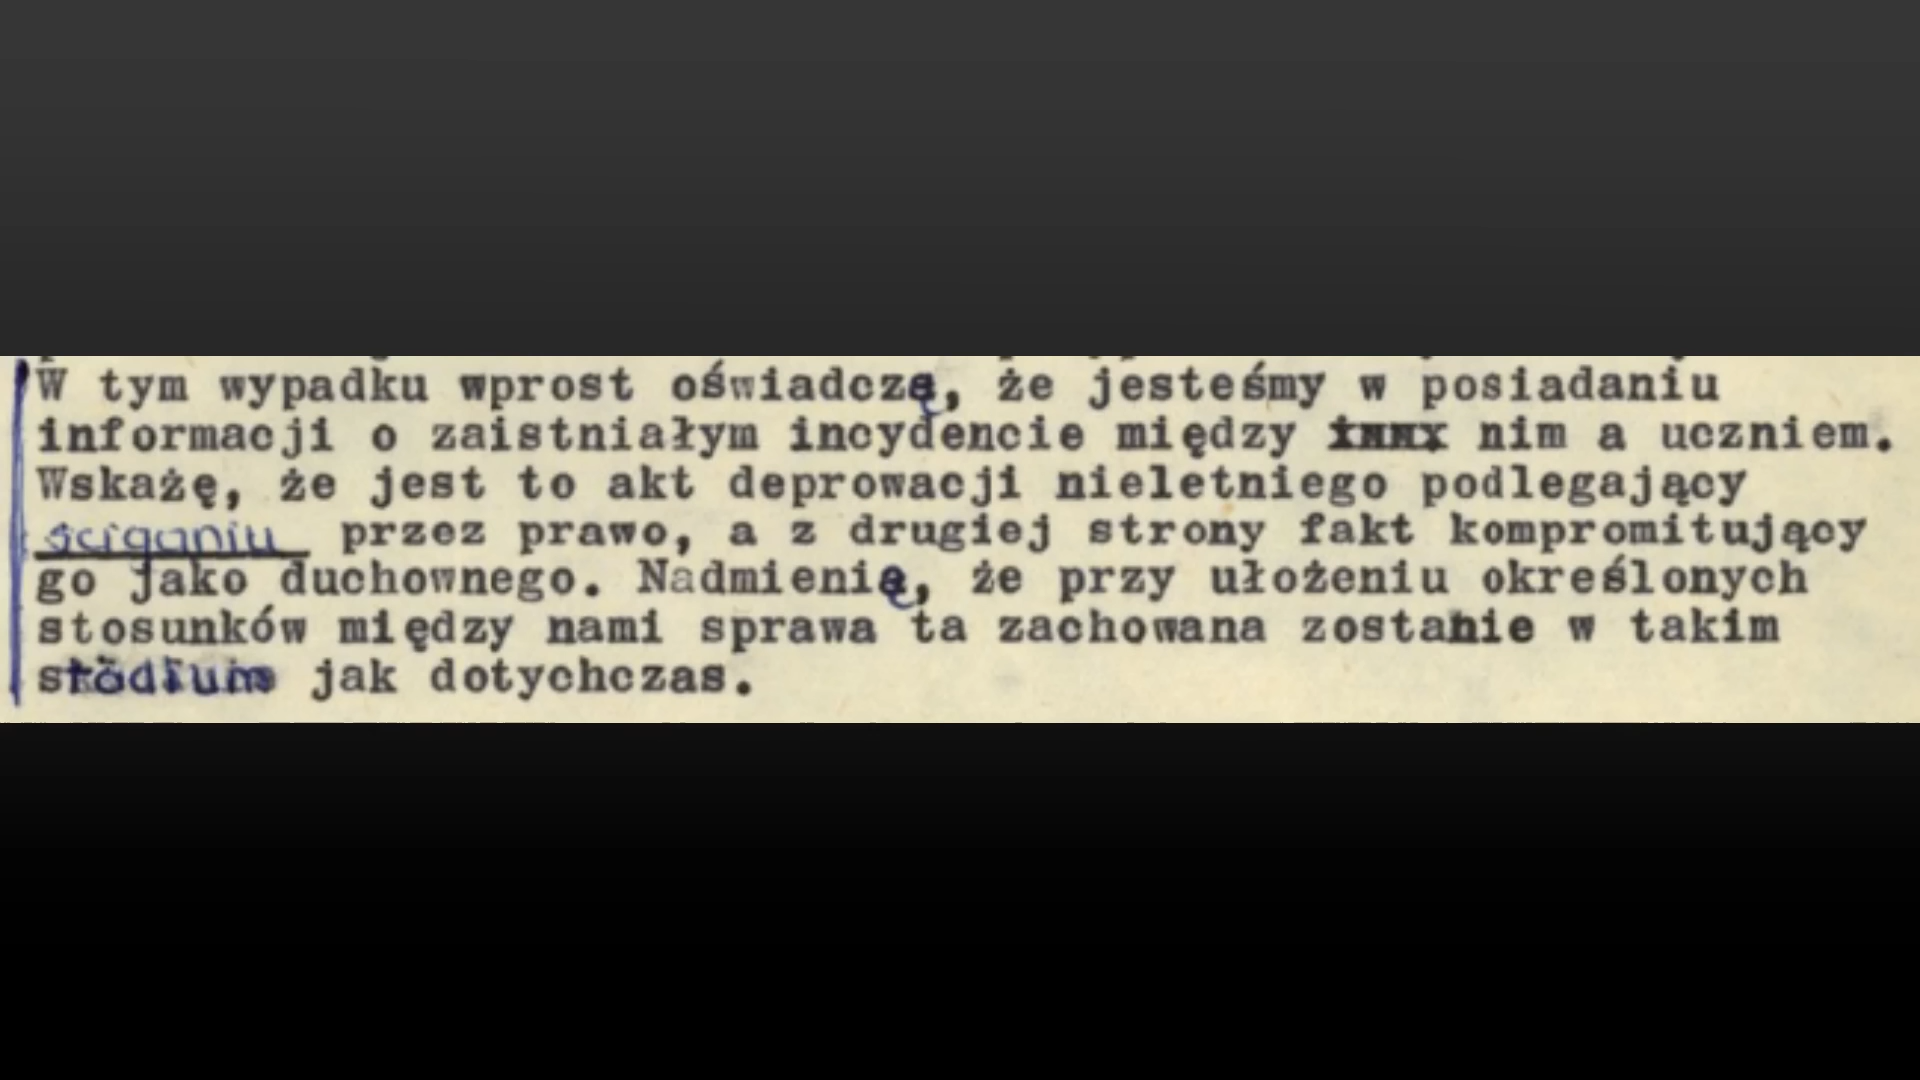 W tym wypadku wprost oświadczę, że jesteśmy w posiadaniu
informacji o zaistniałym incydencie między nim a uczniem.
Wskażę, że jest to akt deprowacji nieletniego podlegający
ściganiu przez prawo, a z drugiej strony fakt kompromitujący
go jako duchownego. Nadmienię, że przy ułożeniu określonych
stosunków między nami sprawa ta zachowana zostanie w takim
stadium jak dotychczas.